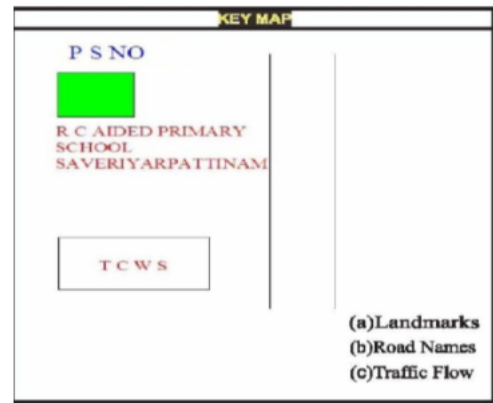 KEY MAP
P S NO
R C AIDED PRIMARY
SCHOOL
SAVERIYARPATTINAM
T C W S
(a)Landmarks
(b)Road Names
(c)Traffic Flow